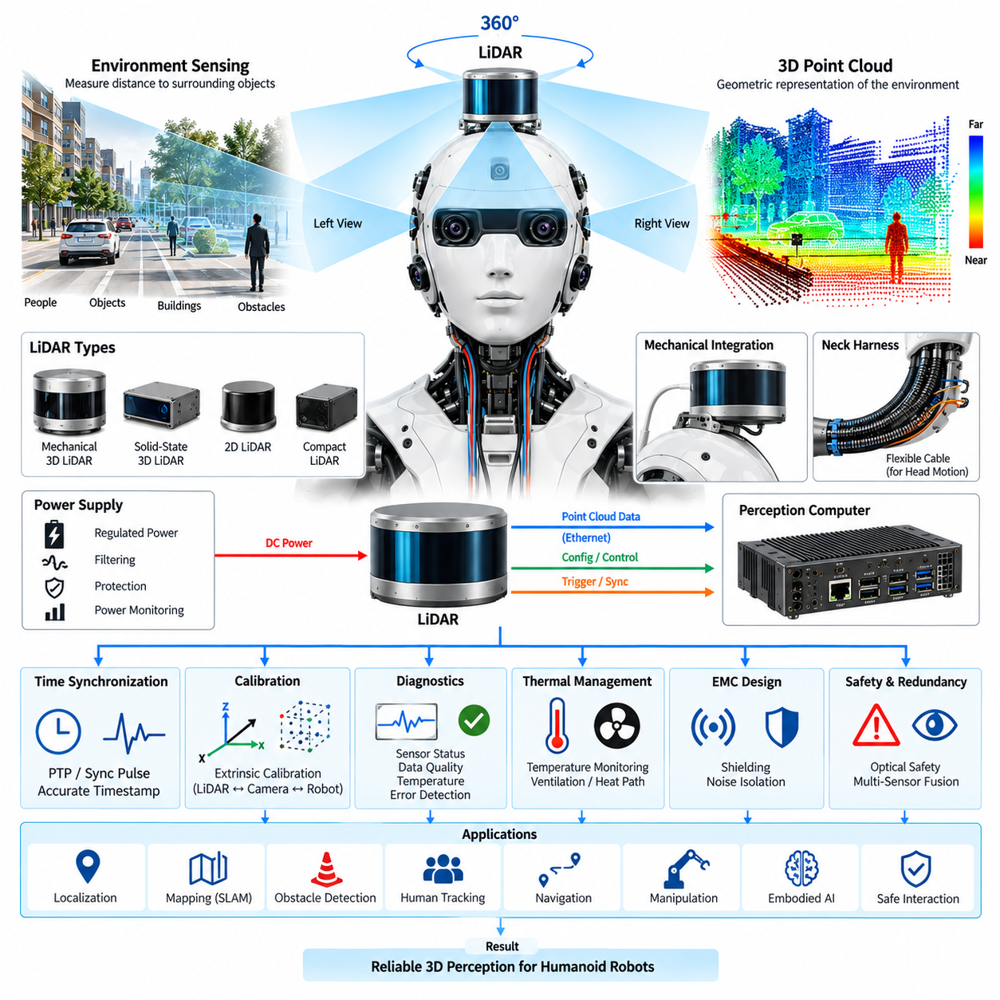 360°
LiDAR
Environment Sensing
Measure distance to surrounding objects
3D Point Cloud
Geometric representation of the environment
Far
Near
Left View
Right View
People
Objects
Buildings
Obstacles
LiDAR Types
Mechanical
3D LiDAR
Solid-State
3D LiDAR
2D LiDAR
Compact
LiDAR
Mechanical Integration
Neck Harness
Flexible Cable
(for Head Motion)
Power Supply
Regulated Power
Filtering
Protection
Power Monitoring
DC Power
LiDAR
Point Cloud Data
(Ethernet)
Config / Control
Trigger / Sync
Perception Computer
Time Synchronization
PTP / Sync Pulse
Accurate Timestamp
Calibration
Z
X
X
Extrinsic Calibration
(LiDAR ↔ Camera ↔ Robot)
Diagnostics
Sensor Status
Data Quality
Temperature
Error Detection
Thermal Management
Temperature Monitoring
Ventilation / Heat Path
EMC Design
Shielding
Noise Isolation
Safety & Redundancy
Optical Safety
Multi-Sensor Fusion
Applications
Localization
Mapping (SLAM)
Obstacle Detection
Human Tracking
Navigation
Manipulation
Embodied AI
Safe Interaction
Result
Reliable 3D Perception for Humanoid Robots